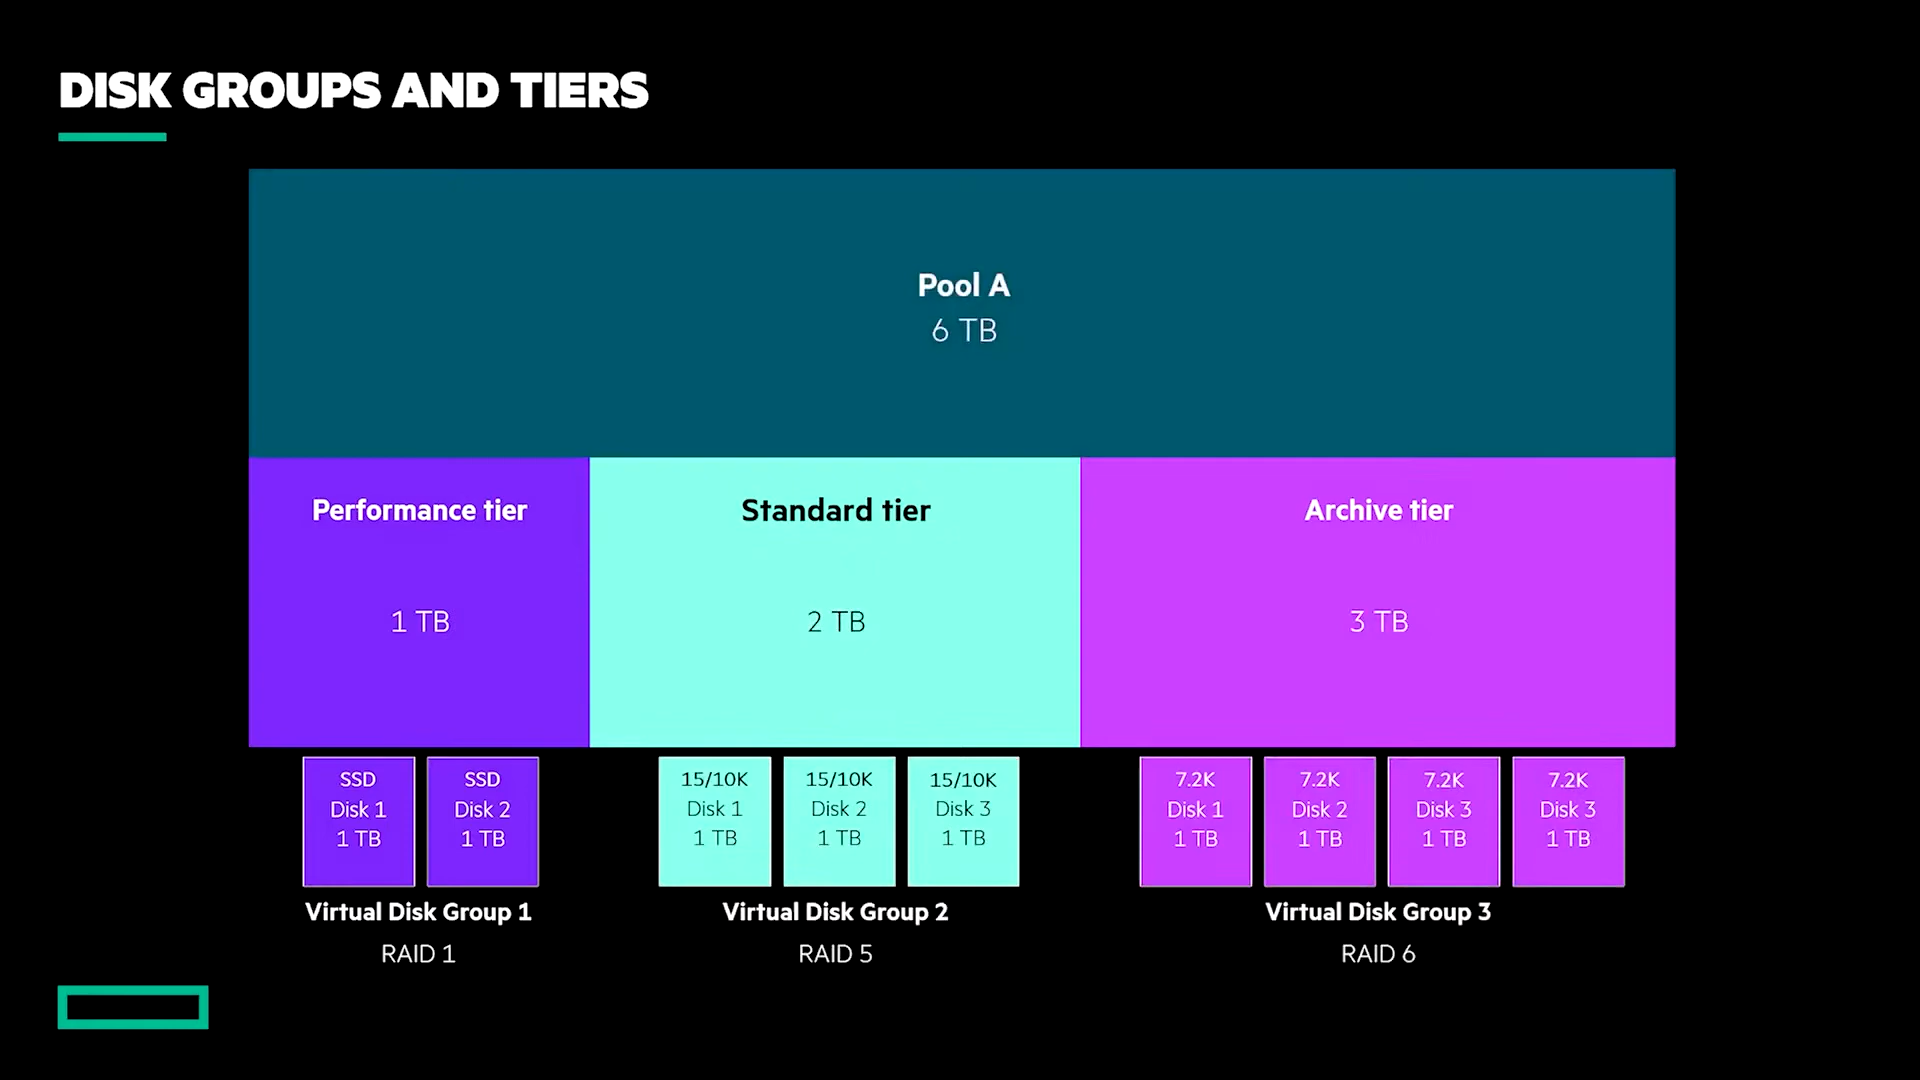 DISK GROUPS AND TIERS
Pool A
6 TB
Performance tier
1 TB
Standard tier
2 TB
Archive tier
3 TB
SSD
Disk 1
1 TB
SSD
Disk 2
1 TB
Virtual Disk Group 1
RAID 1
15/10K
Disk 1
1 TB
15/10K
Disk 2
1 TB
15/10K
Disk 3
1 TB
Virtual Disk Group 2
RAID 5
7.2K
Disk 1
1 TB
7.2K
Disk 2
1 TB
7.2K
Disk 3
1 TB
7.2K
Disk 3
1 TB
Virtual Disk Group 3
RAID 6